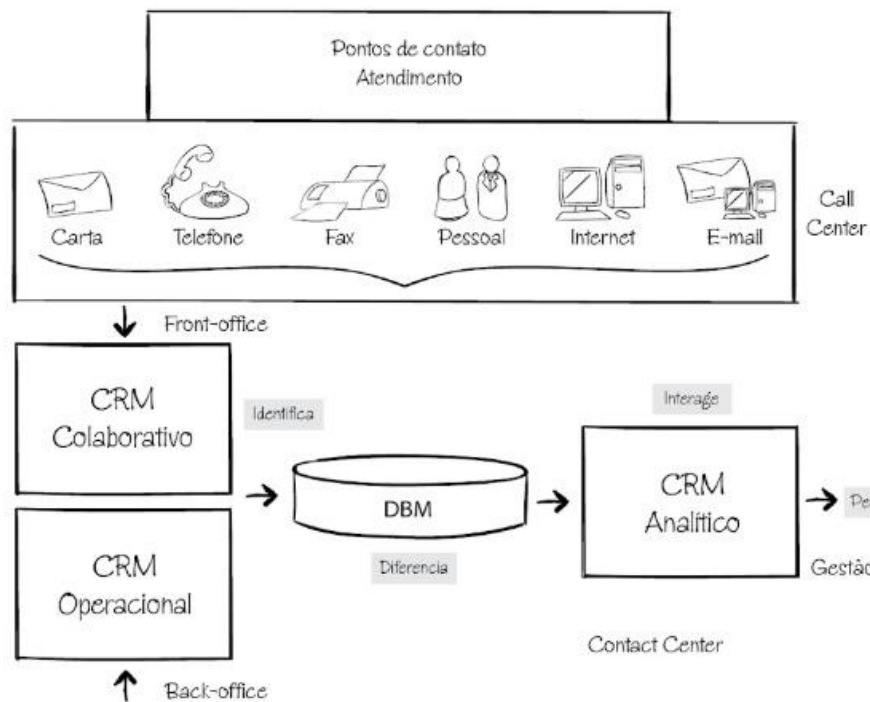 Pontos de contato
Atendimento
Carta
Telefone
Fax
Pessoal
Internet
E-mail
Call
Center
Front-office
CRM
Colaborativo
Identifica
Interage
DBM
CRM
Analítico
Diferencia
CRM
Operacional
Gestão
Contact Center
Back-office